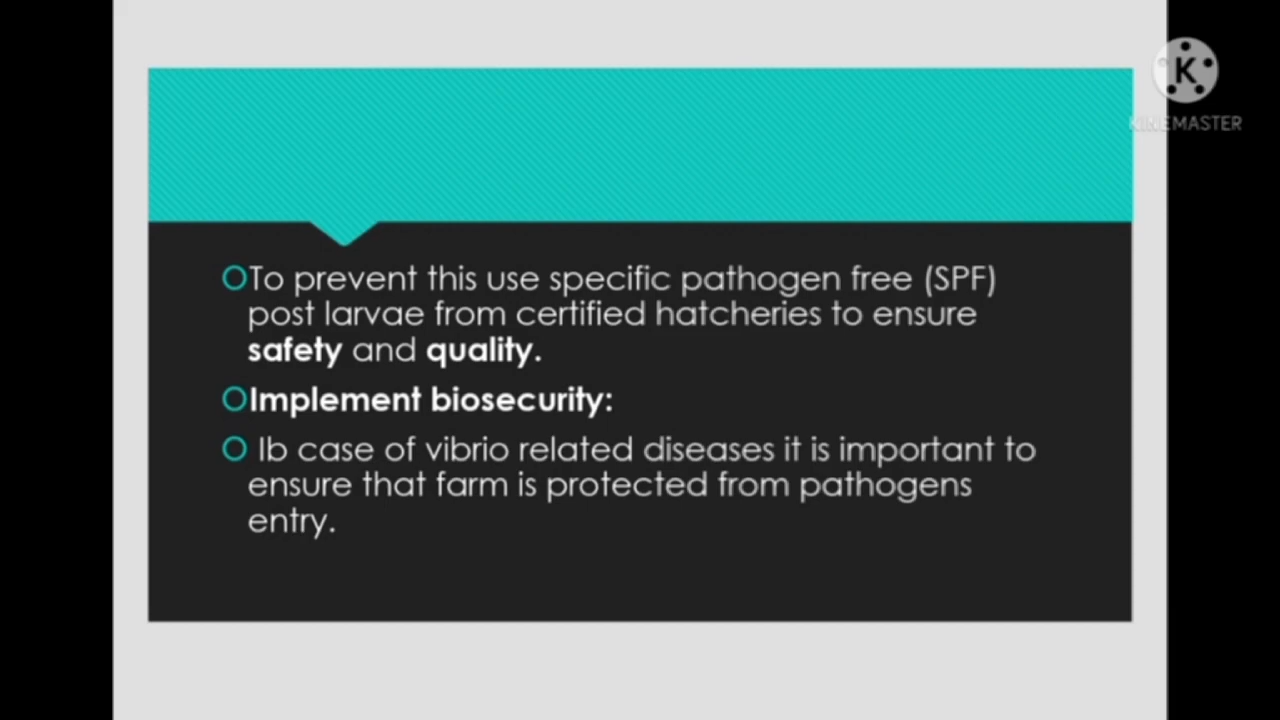 K
KINEMASTER
To prevent this use specific pathogen free (SPF)
post larvae from certified hatcheries to ensure
safety and quality.
Implement biosecurity:
Ib case of vibrio related diseases it is important to
ensure that farm is protected from pathogens
entry.